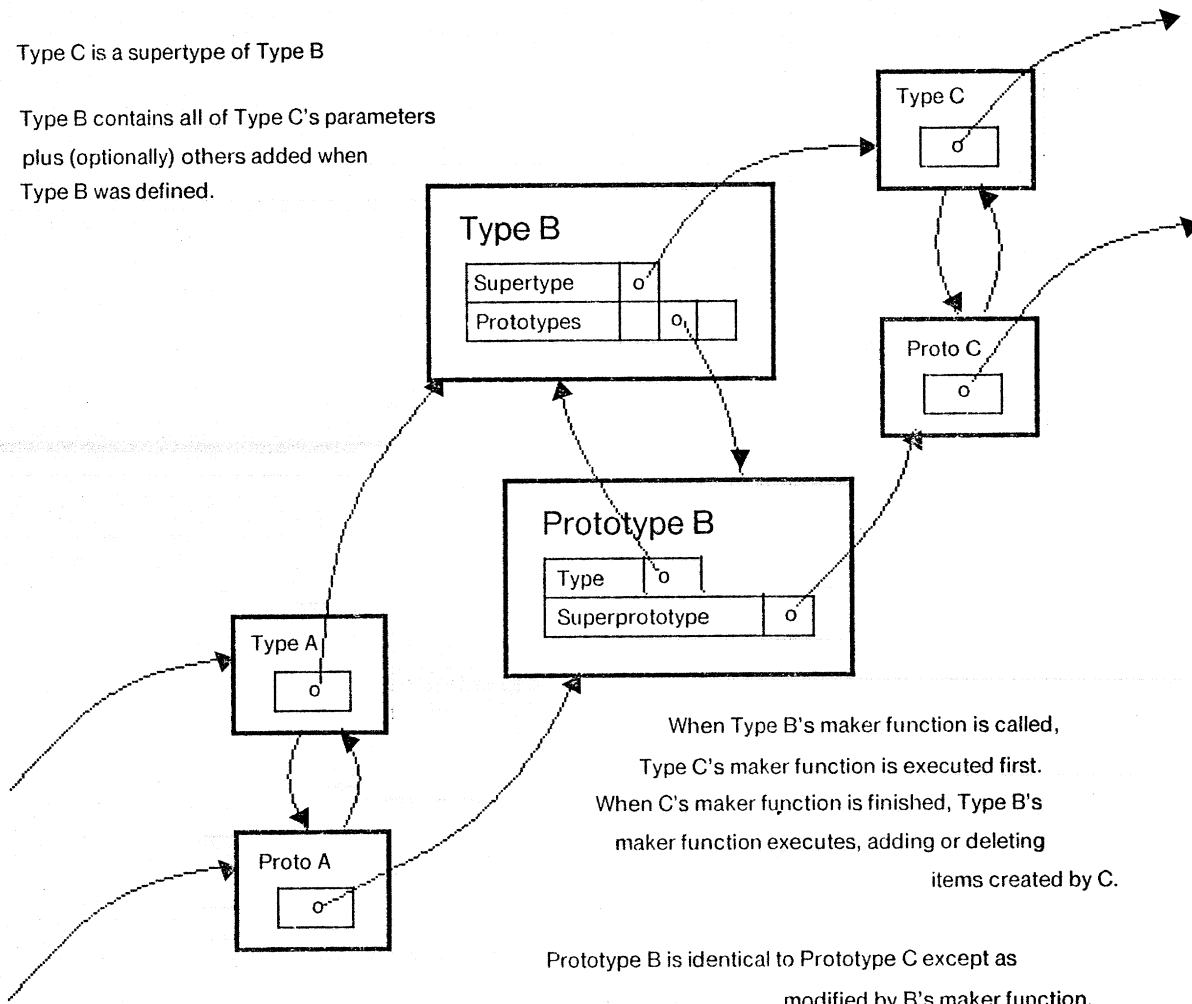 Type C is a supertype of Type B
Type B contains all of Type C's parameters
plus (optionally) others added when
Type B was defined.
Type C
o
Type B
Supertype o
Prototypes o
Proto C
o
Prototype B
Type o
Superprototype o
Type A
o
Proto A
o
When Type B's maker function is called,
Type C's maker function is executed first.
When C's maker function is finished, Type B's
maker function executes, adding or deleting
items created by C.
Prototype B is identical to Prototype C except as
modified by B's maker function.